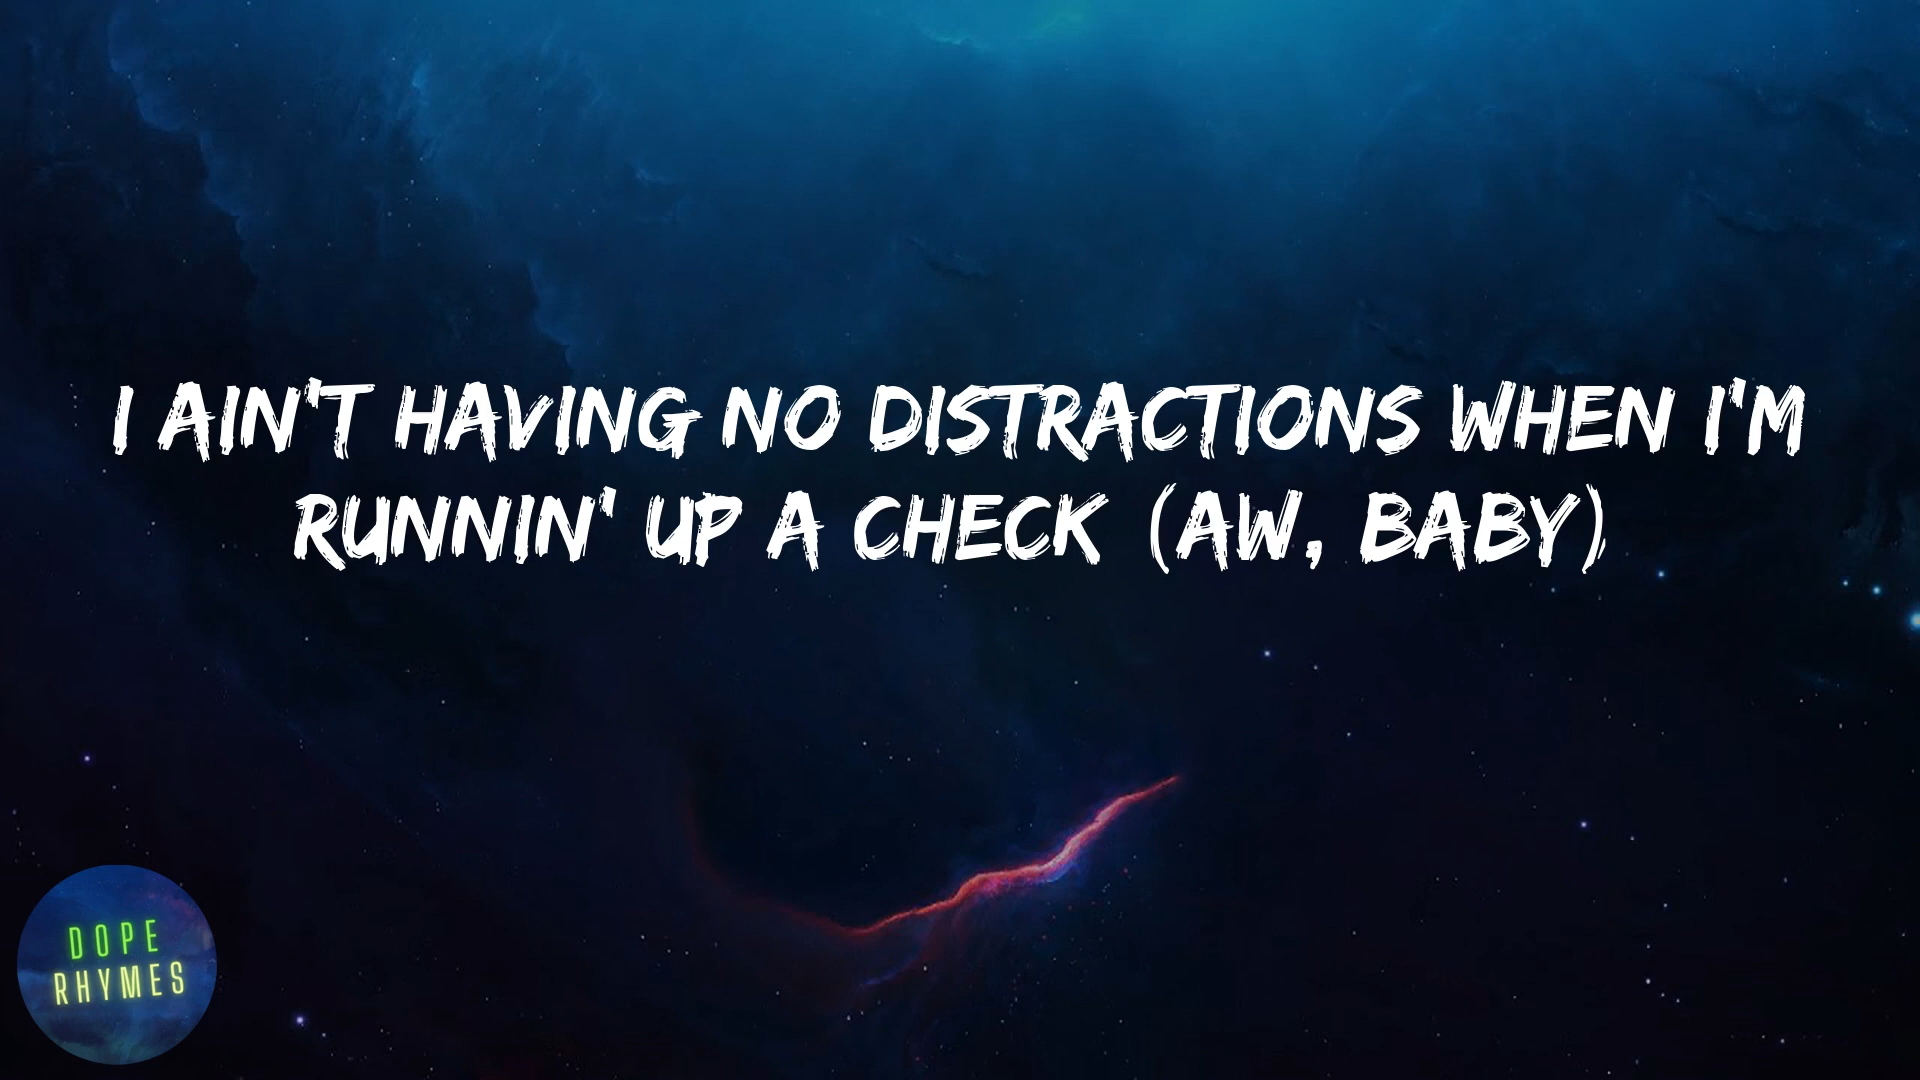 I AIN'T HAVING NO DISTRACTIONS WHEN I'M
RUNNIN' UP A CHECK (AW, BABY)
DOPE
RHYMES